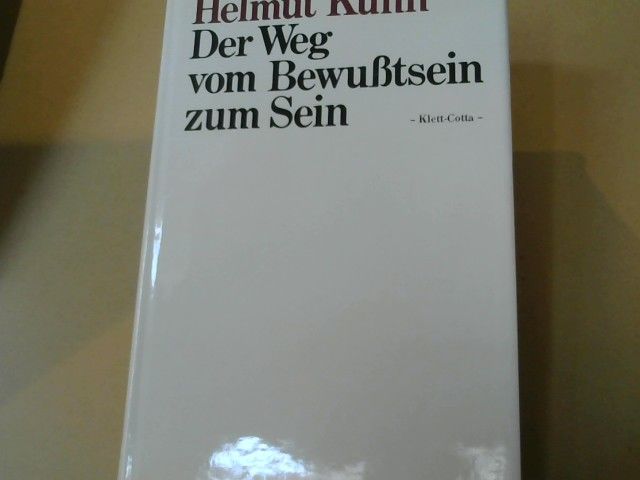 Helmut Kuhn
Der Weg
vom Bewußtsein
zum Sein
– Klett-Cotta –